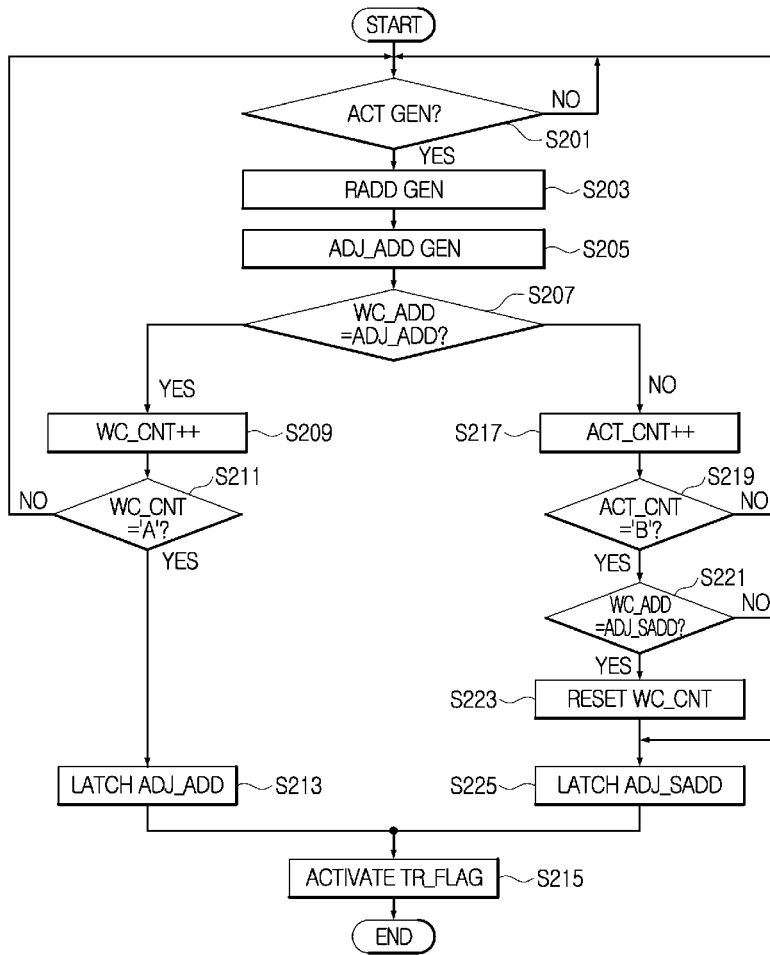 START
ACT GEN?
NO
S201
YES
RADD GEN
S203
ADJ_ADD GEN
S205
S207
WC_ADD
=ADJ_ADD?
YES
NO
WC_CNT++
S209
S217
ACT_CNT++
S211
S219
NO
WC_CNT
='A'?
YES
ACT_CNT
='B'?
NO
YES
S221
WC_ADD
=ADJ_SADD?
NO
YES
S223
RESET WC_CNT
LATCH ADJ_ADD
S213
S225
LATCH ADJ_SADD
ACTIVATE TR_FLAG
S215
END